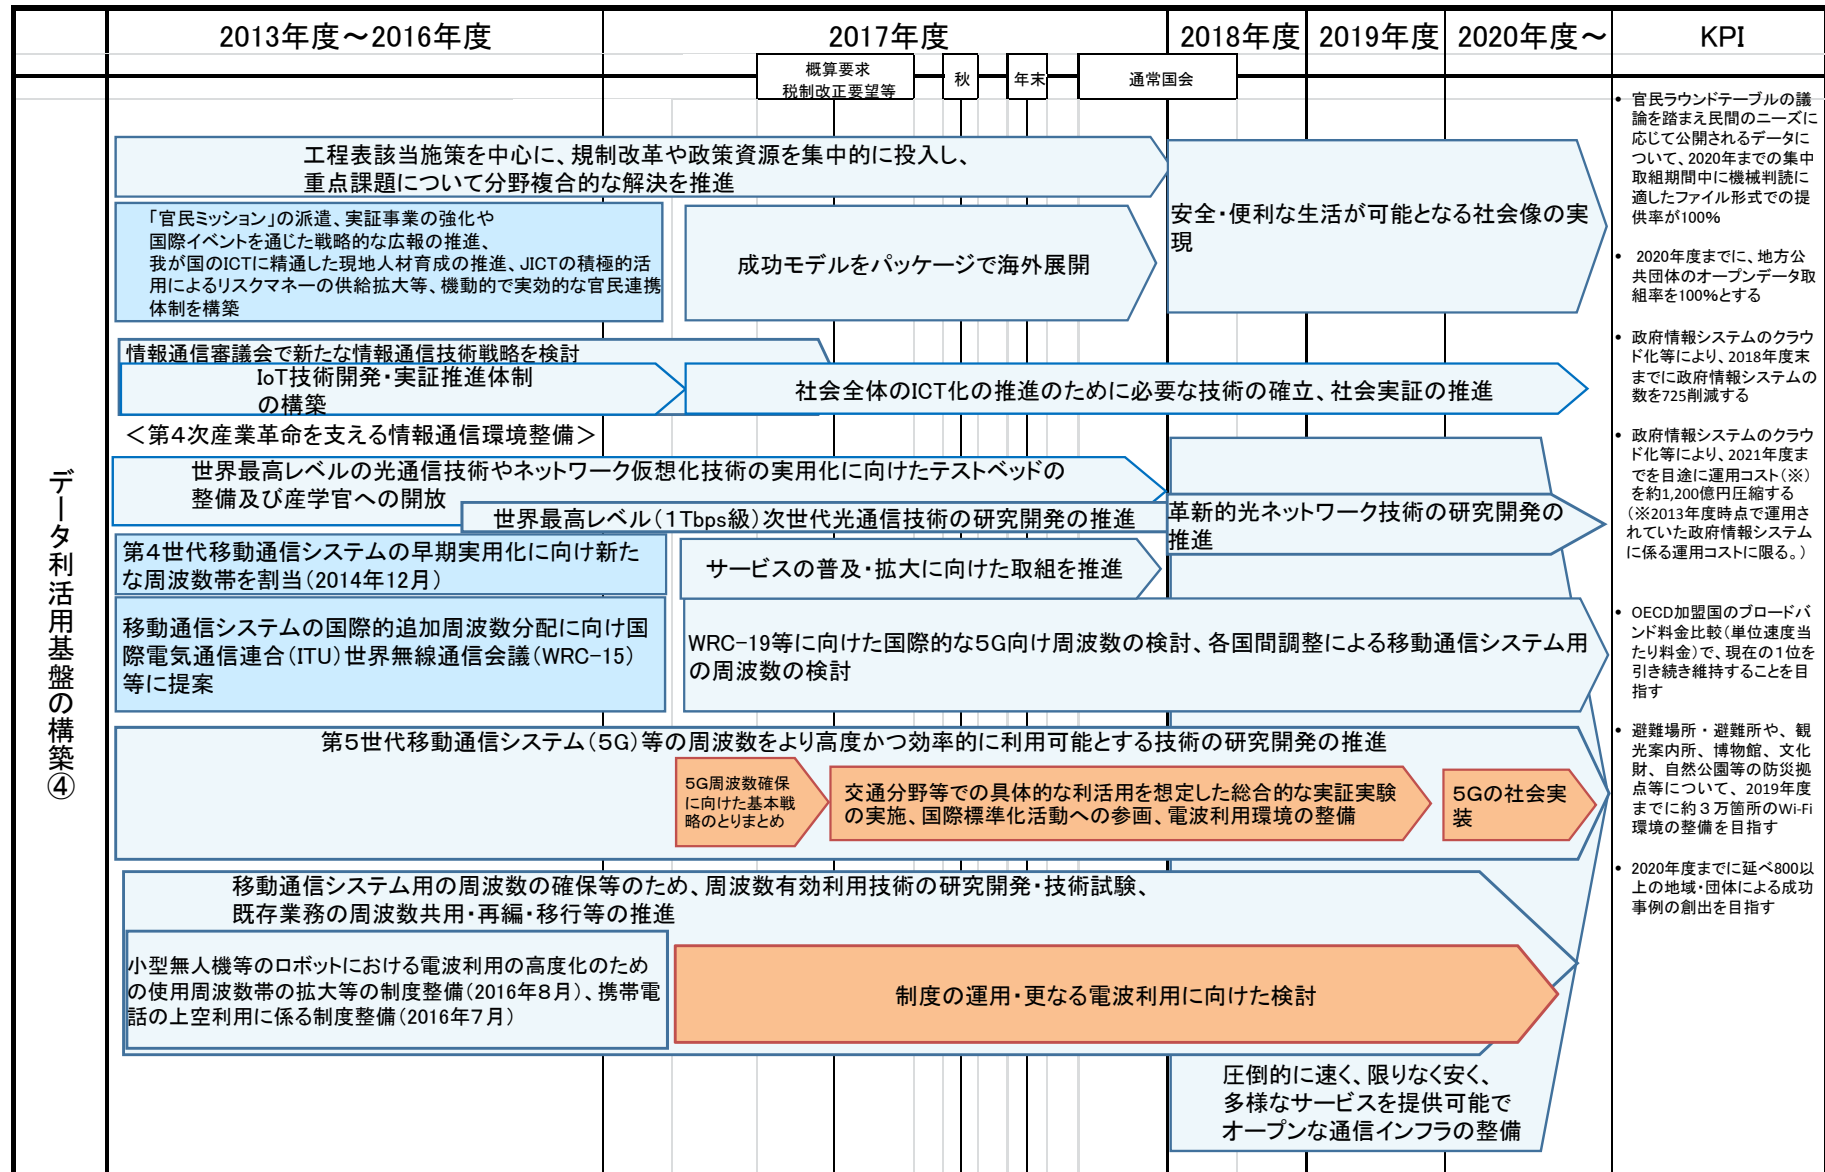 2013年度～2016年度
2017年度
2018年度
2019年度
2020年度～
KPI
概算要求
税制改正要望等
秋
年末
通常国会
データ利活用基盤の構築④
工程表該当施策を中心に、規制改革や政策資源を集中的に投入し、
重点課題について分野複合的な解決を推進
「官民ミッション」の派遣、実証事業の強化や
国際イベントを通じた戦略的な広報の推進、
我が国のICTに精通した現地人材育成の推進、JICTの積極的活
用によるリスクマネーの供給拡大等、機動的で実効的な官民連携
体制を構築
成功モデルをパッケージで海外展開
安全・便利な生活が可能となる社会像の実
現
情報通信審議会で新たな情報通信技術戦略を検討
IoT技術開発・実証推進体制
の構築
社会全体のICT化の推進のために必要な技術の確立、社会実証の推進
＜第４次産業革命を支える情報通信環境整備＞
世界最高レベルの光通信技術やネットワーク仮想化技術の実用化に向けたテストベッドの
整備及び産学官への開放
世界最高レベル（１Tbps級）次世代光通信技術の研究開発の推進
革新的光ネットワーク技術の研究開発の
推進
第４世代移動通信システムの早期実用化に向け新た
な周波数帯を割当（2014年12月）
サービスの普及・拡大に向けた取組を推進
移動通信システムの国際的追加周波数分配に向け国
際電気通信連合（ITU）世界無線通信会議（WRC-15）
等に提案
WRC-19等に向けた国際的な５G向け周波数の検討、各国間調整による移動通信システム用
の周波数の検討
第５世代移動通信システム（５G）等の周波数をより高度かつ効率的に利用可能とする技術の研究開発の推進
５G周波数確保
に向けた基本戦
略のとりまとめ
交通分野等での具体的な利活用を想定した総合的な実証実験
の実施、国際標準化活動への参画、電波利用環境の整備
５Gの社会実
装
移動通信システム用の周波数の確保等のため、周波数有効利用技術の研究開発・技術試験、
既存業務の周波数共用・再編・移行等の推進
小型無人機等のロボットにおける電波利用の高度化のため
の使用周波数帯の拡大等の制度整備（2016年８月）、携帯電
話の上空利用に係る制度整備（2016年７月）
制度の運用・更なる電波利用に向けた検討
圧倒的に速く、限りなく安く、
多様なサービスを提供可能で
オープンな通信インフラの整備
• 官民ラウンドテーブルの議
論を踏まえ民間のニーズに
応じて公開されるデータに
ついて、2020年までの集中
取組期間中に機械判読に
適したファイル形式での提
供率が100%
• 2020年度までに、地方公
共団体のオープンデータ取
組率を100％とする
• 政府情報システムのクラウ
ド化等により、2018年度末
までに政府情報システムの
数を725削減する
• 政府情報システムのクラウ
ド化等により、2021年度ま
でを目途に運用コスト（※）
を約1,200億円圧縮する
（※2013年度時点で運用さ
れていた政府情報システム
に係る運用コストに限る。）
• OECD加盟国のブロードバ
ンド料金比較（単位速度当
たり料金）で、現在の１位を
引き続き維持することを目
指す
• 避難場所・避難所や、観
光案内所、博物館、文化
財、自然公園等の防災拠
点等について、2019年度
までに約３万箇所のWi-Fi
環境の整備を目指す
• 2020年度までに延べ800以
上の地域・団体による成功
事例の創出を目指す